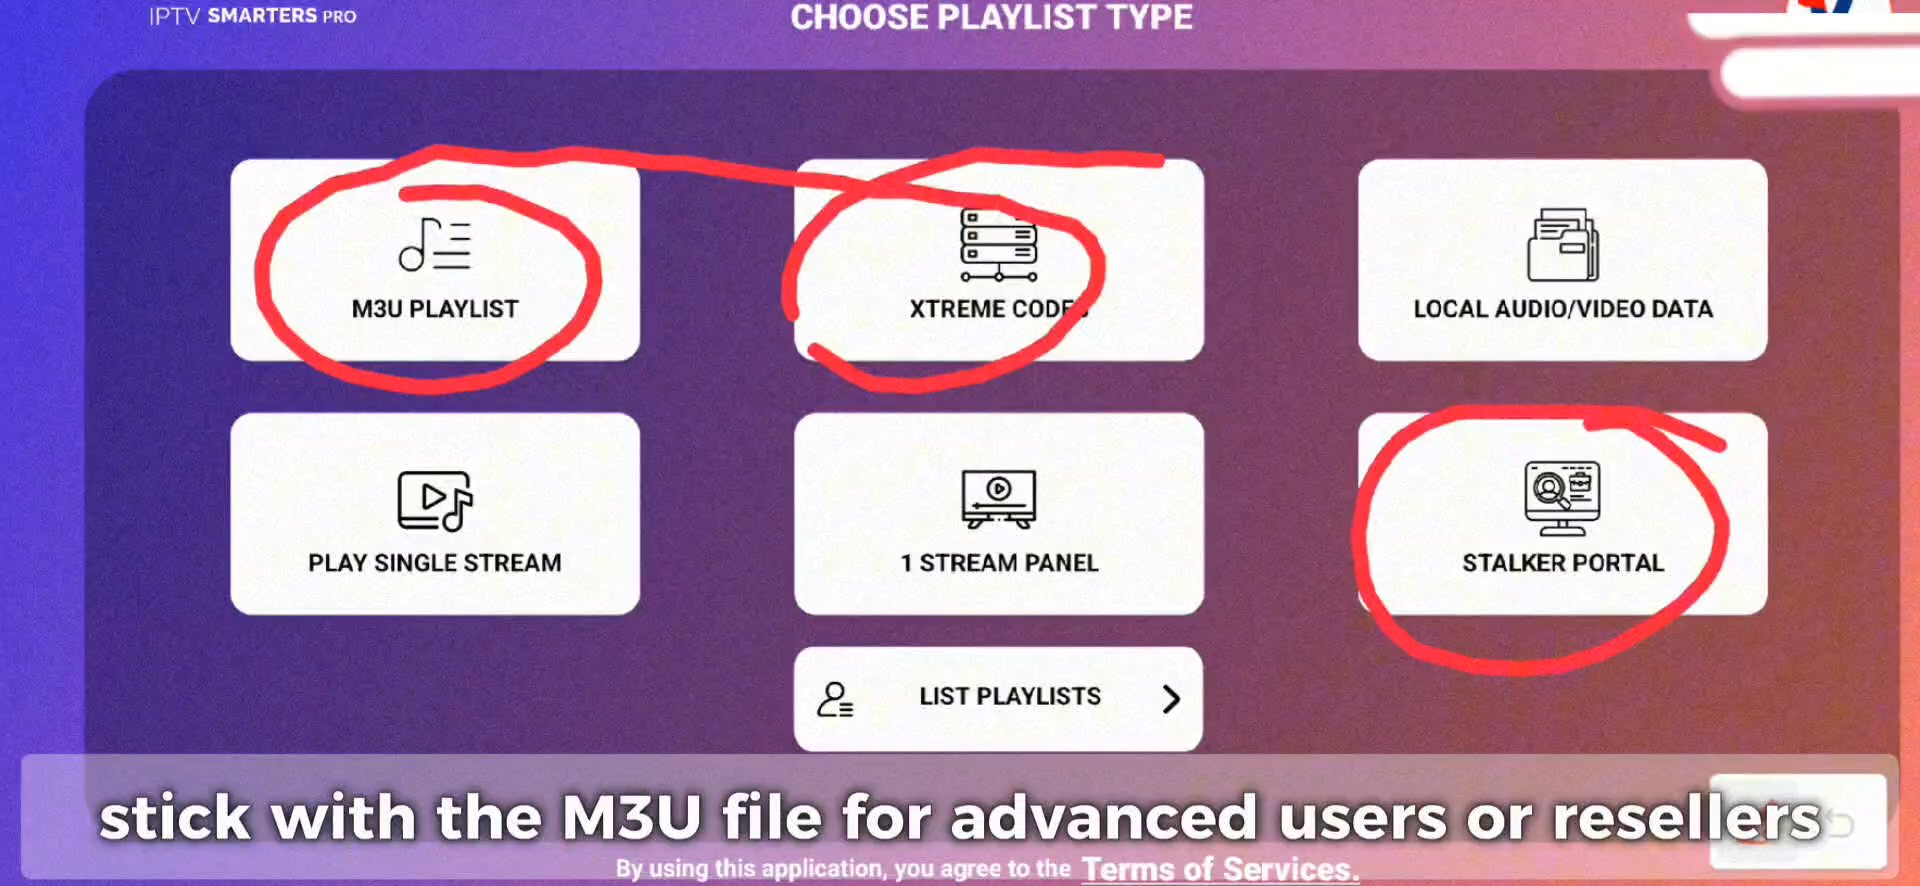 IPTV SMARTERS PRO
CHOOSE PLAYLIST TYPE
M3U PLAYLIST
XTREME CODES
LOCAL AUDIO/VIDEO DATA
PLAY SINGLE STREAM
1 STREAM PANEL
STALKER PORTAL
LIST PLAYLISTS
stick with the M3U file for advanced users or resellers
By using this application, you agree to the Terms of Services.